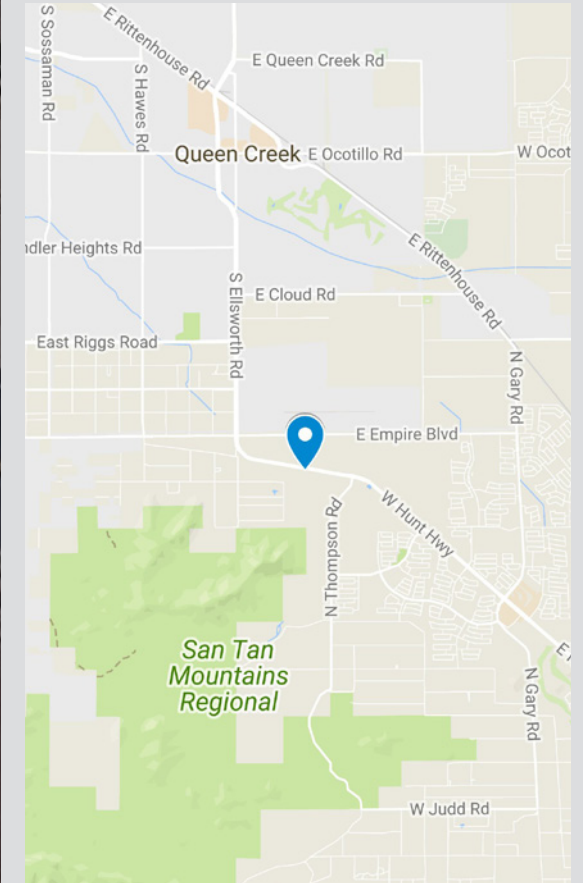 S Sossaman Rd
E Rittenhouse Rd
S Hawes Rd
E Queen Creek Rd
Queen Creek
E Ocotillo Rd
W Ocot
ndler Heights Rd
E Rittenhouse Rd
S Ellsworth Rd
E Cloud Rd
East Riggs Road
N Gary Rd
E Empire Blvd
W Hunt Hwy
N Thompson Rd
San Tan
Mountains
Regional
E
N Gary Rd
W Judd Rd